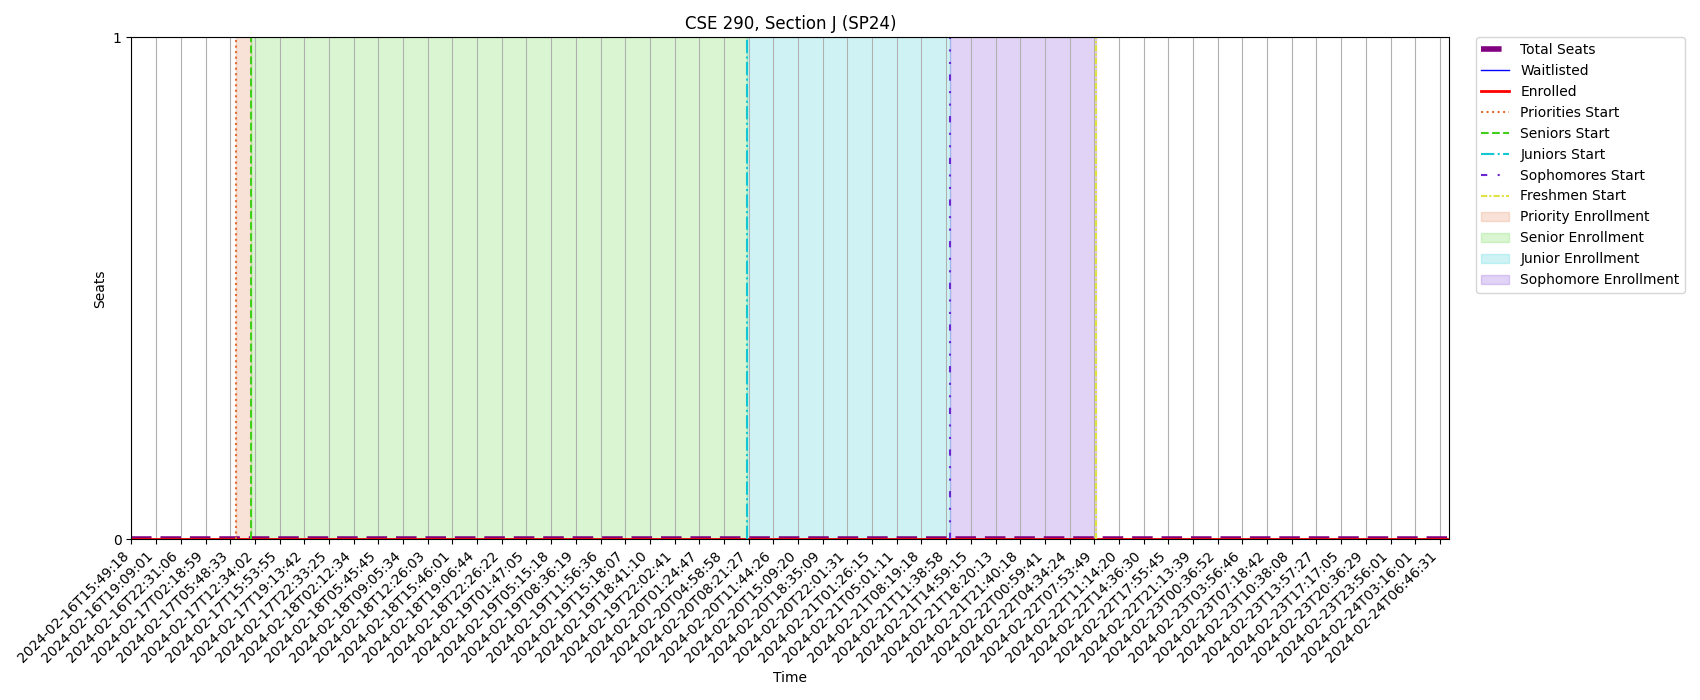 CSE 290, Section J (SP24)
1
0
Seats
Total Seats
Waitlisted
Enrolled
Priorities Start
Seniors Start
Juniors Start
Sophomores Start
Freshmen Start
Priority Enrollment
Senior Enrollment
Junior Enrollment
Sophomore Enrollment
2024-02-16T15:49:18
2024-02-16T19:09:01
2024-02-16T22:31:06
2024-02-17T02:18:59
2024-02-17T05:48:33
2024-02-17T12:34:02
2024-02-17T15:53:55
2024-02-17T19:13:42
2024-02-17T22:33:25
2024-02-18T02:12:34
2024-02-18T05:45:45
2024-02-18T09:05:34
2024-02-18T12:26:03
2024-02-18T15:46:01
2024-02-18T19:06:44
2024-02-18T22:26:22
2024-02-19T01:47:05
2024-02-19T05:15:18
2024-02-19T08:36:19
2024-02-19T11:56:36
2024-02-19T15:18:07
2024-02-19T18:41:10
2024-02-19T22:02:41
2024-02-20T01:24:47
2024-02-20T04:58:58
2024-02-20T08:21:27
2024-02-20T11:44:26
2024-02-20T15:09:20
2024-02-20T18:35:09
2024-02-20T22:01:31
2024-02-21T01:26:15
2024-02-21T05:01:11
2024-02-21T08:19:18
2024-02-21T11:38:58
2024-02-21T14:59:15
2024-02-21T18:20:13
2024-02-21T21:40:18
2024-02-22T00:59:41
2024-02-22T04:34:24
2024-02-22T07:53:49
2024-02-22T11:14:20
2024-02-22T14:36:30
2024-02-22T17:55:45
2024-02-22T21:13:39
2024-02-23T00:36:52
2024-02-23T03:56:46
2024-02-23T07:18:42
2024-02-23T10:38:08
2024-02-23T13:57:27
2024-02-23T17:17:05
2024-02-23T20:36:29
2024-02-23T23:56:01
2024-02-24T03:16:01
2024-02-24T06:46:31
Time